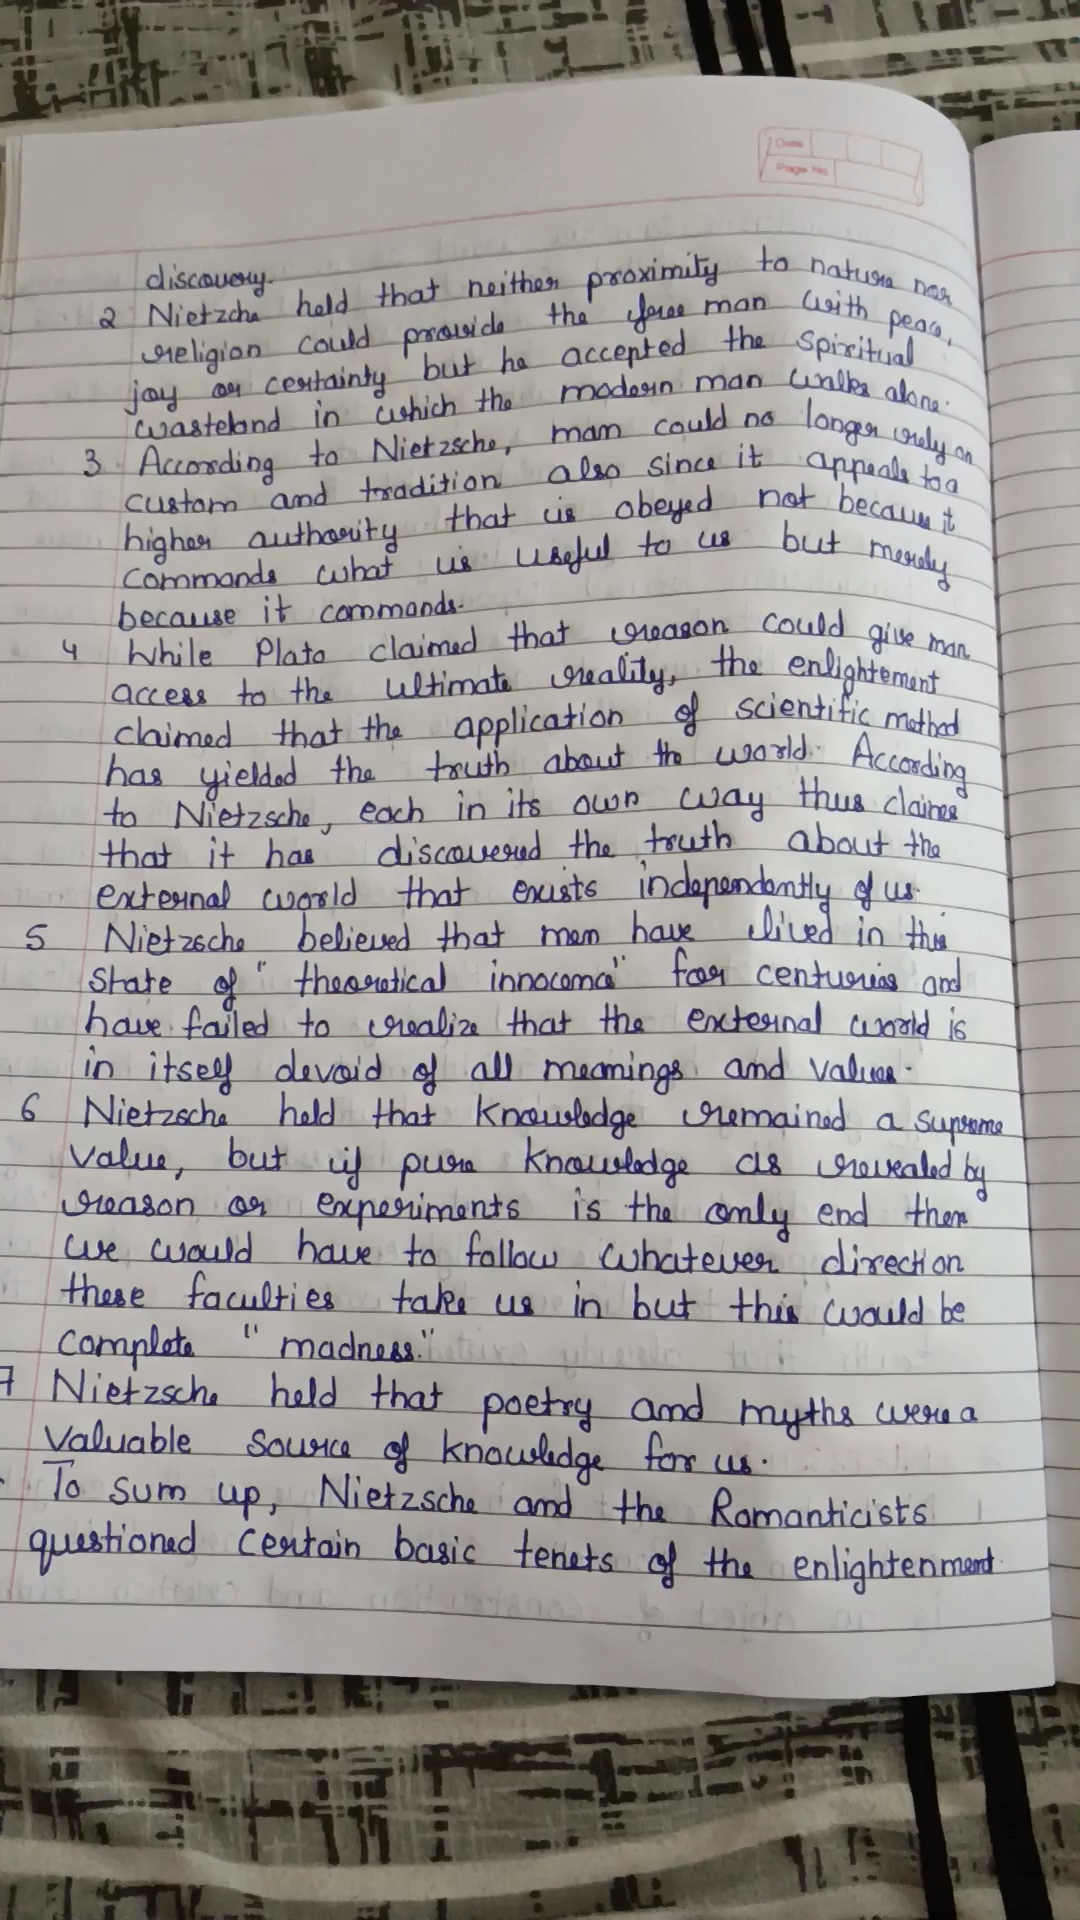 Date
Page No
discovery.
2 Nietzche held that neither proximity to nature nor
religion could provide the free man with peace,
joy or certainty but he accepted the spiritual
wasteland in which the modern man walks alone.
3. According to Nietzsche, man could no longer rely on
custom and tradition also since it appeals to a
higher authority that is obeyed not because it
commands what is useful to us but merely
because it commands.
4 While Plato claimed that reason could give man
access to the ultimate reality, the enlightement
claimed that the application of scientific method
has yielded the truth about the world. According
to Nietzsche, each in its own way thus claims
that it has discovered the truth about the
external world that exists independently of us.
5 Nietzsche believed that men have lived in this
state of "theoretical innocence" for centuries and
have failed to realize that the external world is
in itself devoid of all meanings and values.
6 Nietzsche held that knowledge remained a supreme
value, but if pure knowledge as revealed by
reason or experiments is the only end then
we would have to follow whatever direction
these faculties take us in but this would be
complete "madness."
7 Nietzsche held that poetry and myths were a
valuable source of knowledge for us.
To sum up, Nietzsche and the Romanticists
questioned certain basic tenets of the enlightenment